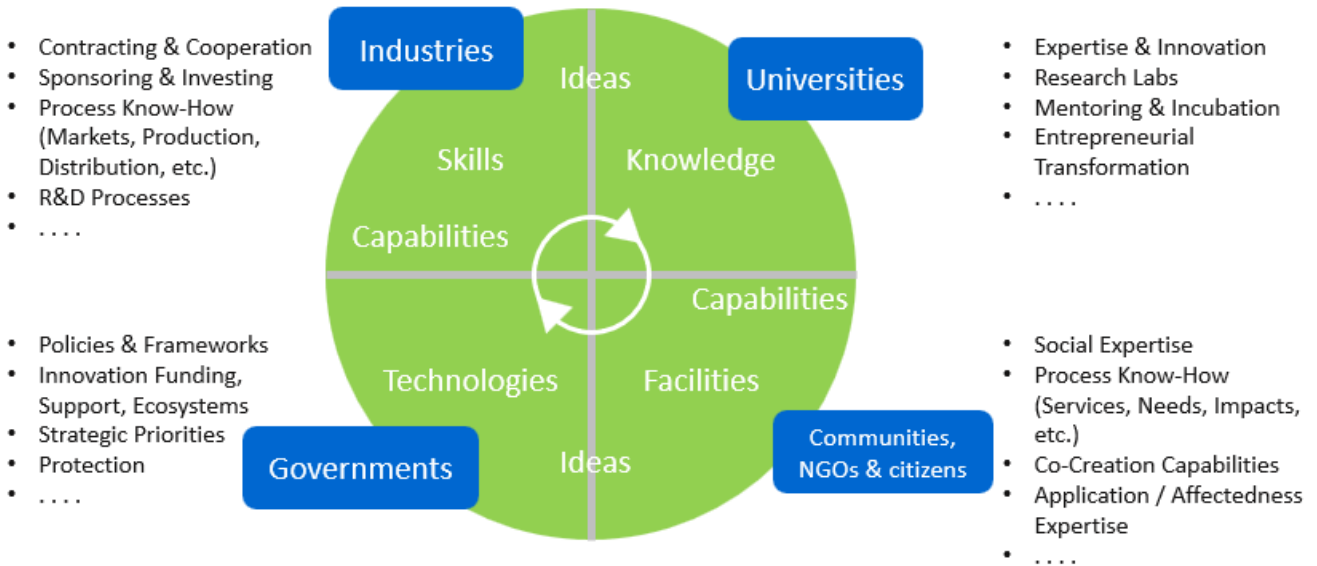 Industries
• Contracting & Cooperation
• Sponsoring & Investing
• Process Know-How
(Markets, Production,
Distribution, etc.)
• R&D Processes
• . . . .
Universities
• Expertise & Innovation
• Research Labs
• Mentoring & Incubation
• Entrepreneurial
Transformation
• . . . .
Ideas
Skills
Knowledge
Capabilities
Capabilities
Technologies
Facilities
Ideas
Governments
• Policies & Frameworks
• Innovation Funding,
Support, Ecosystems
• Strategic Priorities
• Protection
• . . . .
Communities,
NGOs & citizens
• Social Expertise
• Process Know-How
(Services, Needs, Impacts,
etc.)
• Co-Creation Capabilities
• Application / Affectedness
Expertise
• . . . .